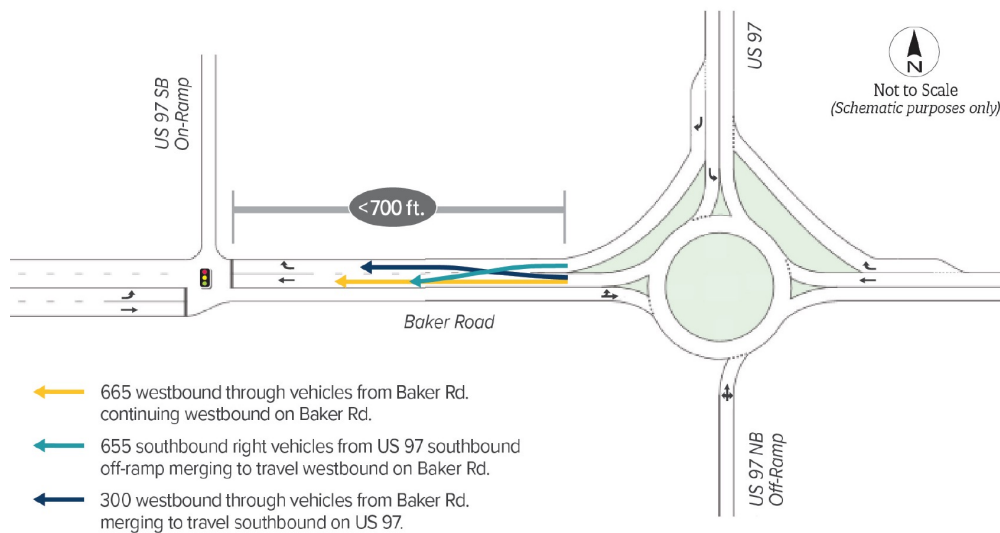 US 97 SB
On-Ramp
<700 ft.
US 97
N
Not to Scale
(Schematic purposes only)
Baker Road
US 97 NB
Off-Ramp
665 westbound through vehicles from Baker Rd.
continuing westbound on Baker Rd.
655 southbound right vehicles from US 97 southbound
off-ramp merging to travel westbound on Baker Rd.
300 westbound through vehicles from Baker Rd.
merging to travel southbound on US 97.